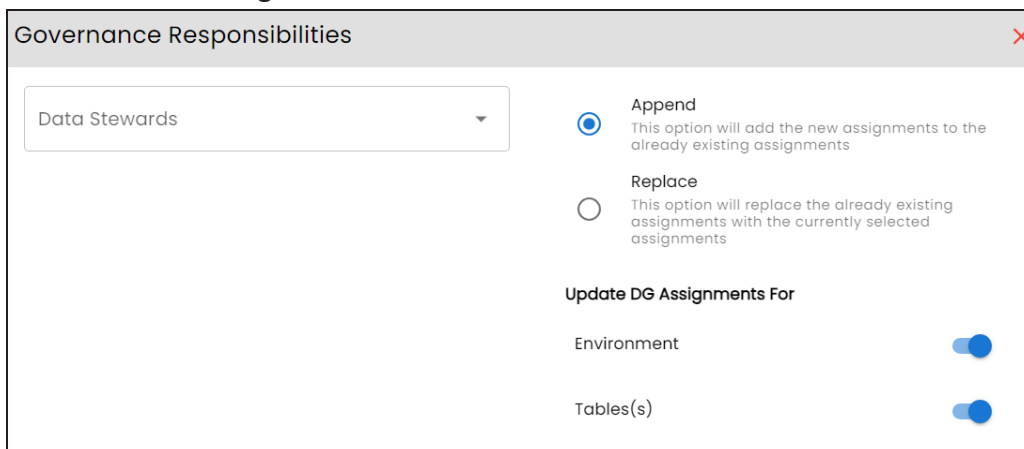 Governance Responsibilities
Data Stewards
Append
This option will add the new assignments to the
already existing assignments
Replace
This option will replace the already existing
assignments with the currently selected
assignments
Update DG Assignments For
Environment
Tables(s)